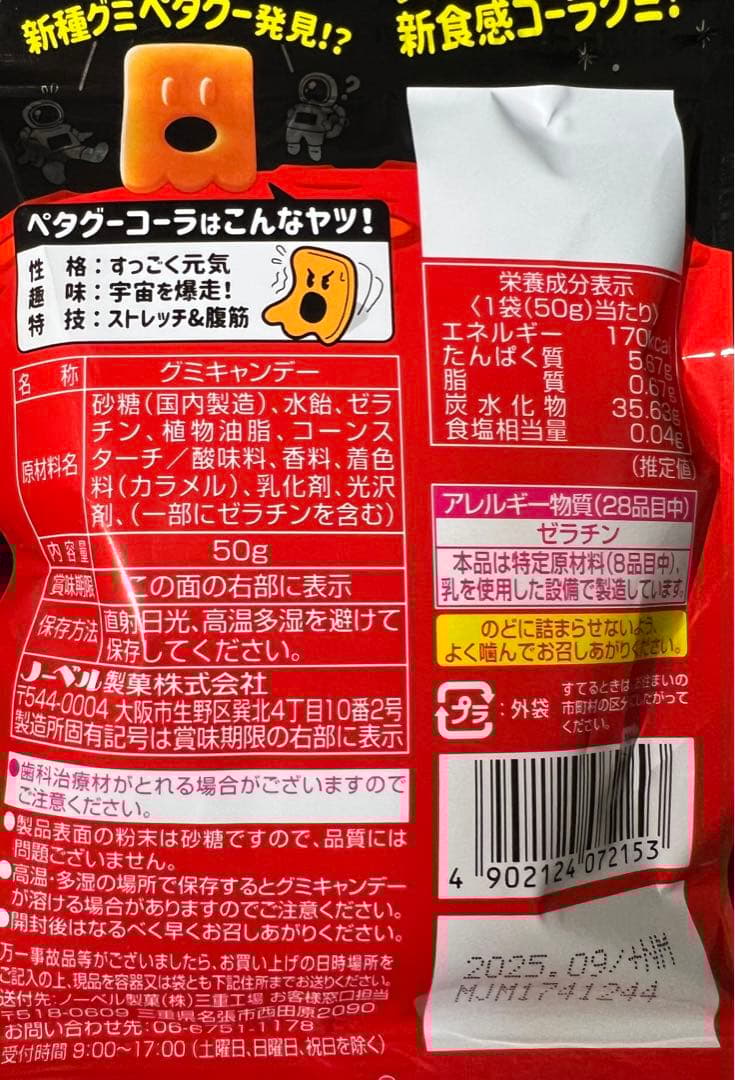 新種グミペタグー発見!?
新食感コーラグミ!
?
ペタグーコーラはこんなヤツ!
性格:すっごく元気
趣味:宇宙を爆走!
特技:ストレッチ&腹筋
名称 グミキャンデー
原材料名 砂糖(国内製造)、水飴、ゼラ
チン、植物油脂、コーンス
ターチ/酸味料、香料、着色
料(カラメル)、乳化剤、光沢
剤、(一部にゼラチンを含む)
内容量 50g
賞味期限 この面の右部に表示
保存方法 直射日光、高温多湿を避けて
保存してください。
ノーベル製菓株式会社
〒544-0004 大阪市生野区巽北4丁目10番2号
製造所固有記号は賞味期限の右部に表示
●歯科治療材がとれる場合がございますので
ご注意ください。
●製品表面の粉末は砂糖ですので、品質には
問題ございません。
●高温・多湿の場所で保存するとグミキャンデー
が溶ける場合がありますのでご注意ください。
●開封後はなるべく早くお召しあがりください。
万一事故品等がございましたら、お買い上げの日時場所を
ご記入の上、現品を容器又は袋とも下記住所までお送りください。
送付先:ノーベル製菓(株)三重工場 お客様窓口担当
〒518-0609 三重県名張市西田原2090
お問い合わせ先:06-6751-1178
受付時間 9:00~17:00 (土曜日、日曜日、祝日を除く)
栄養成分表示
〈1袋(50g)当たり〉
エネルギー 170kcal
たんぱく質 5.67g
脂質 0.67g
炭水化物 35.63g
食塩相当量 0.04g
(推定値)
アレルギー物質(28品目中)
ゼラチン
本品は特定原材料(8品目中)、
乳を使用した設備で製造しています。
のどに詰まらせないよう、
よく噛んでお召しあがりください。
プラ
:外袋
すてるときは、お住まいの
市町村の区分にしたがって
ください。
4 902124 072153
2025.09/+NM
MJM1741244